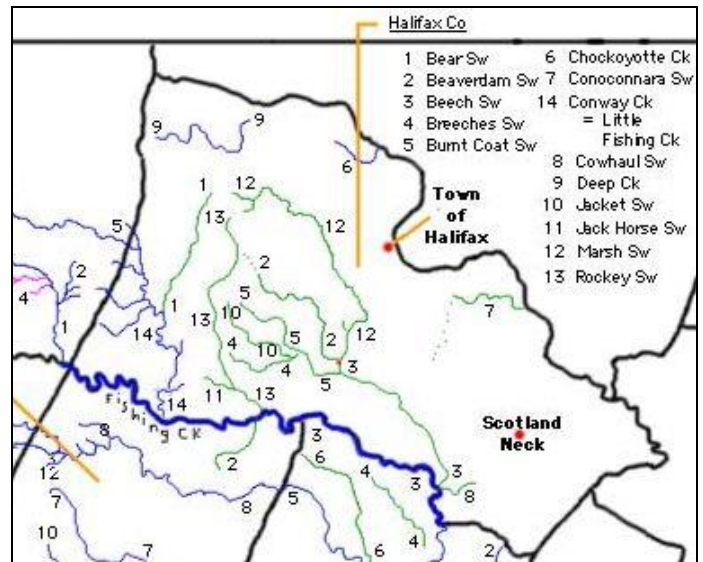 Halifax Co
1 Bear Sw
2 Beaverdam Sw
3 Beech Sw
4 Breeches Sw
5 Burnt Coat Sw
6 Chockoyotte Ck
7 Conoconnara Sw
14 Conway Ck
= Little
Fishing Ck
8 Cowhaul Sw
9 Deep Ck
10 Jacket Sw
11 Jack Horse Sw
12 Marsh Sw
13 Rockey Sw
9
9
6
Town
of
Halifax
1
12
13
12
5
2
2
4
5
7
13
10
1
14
1
5
2
12
4
10
4
3
5
11
13
14
Fishing Ck
Scotland
Neck
8
3
2
6
12
4
3
3
8
7
8
5
10
7
6
4
2